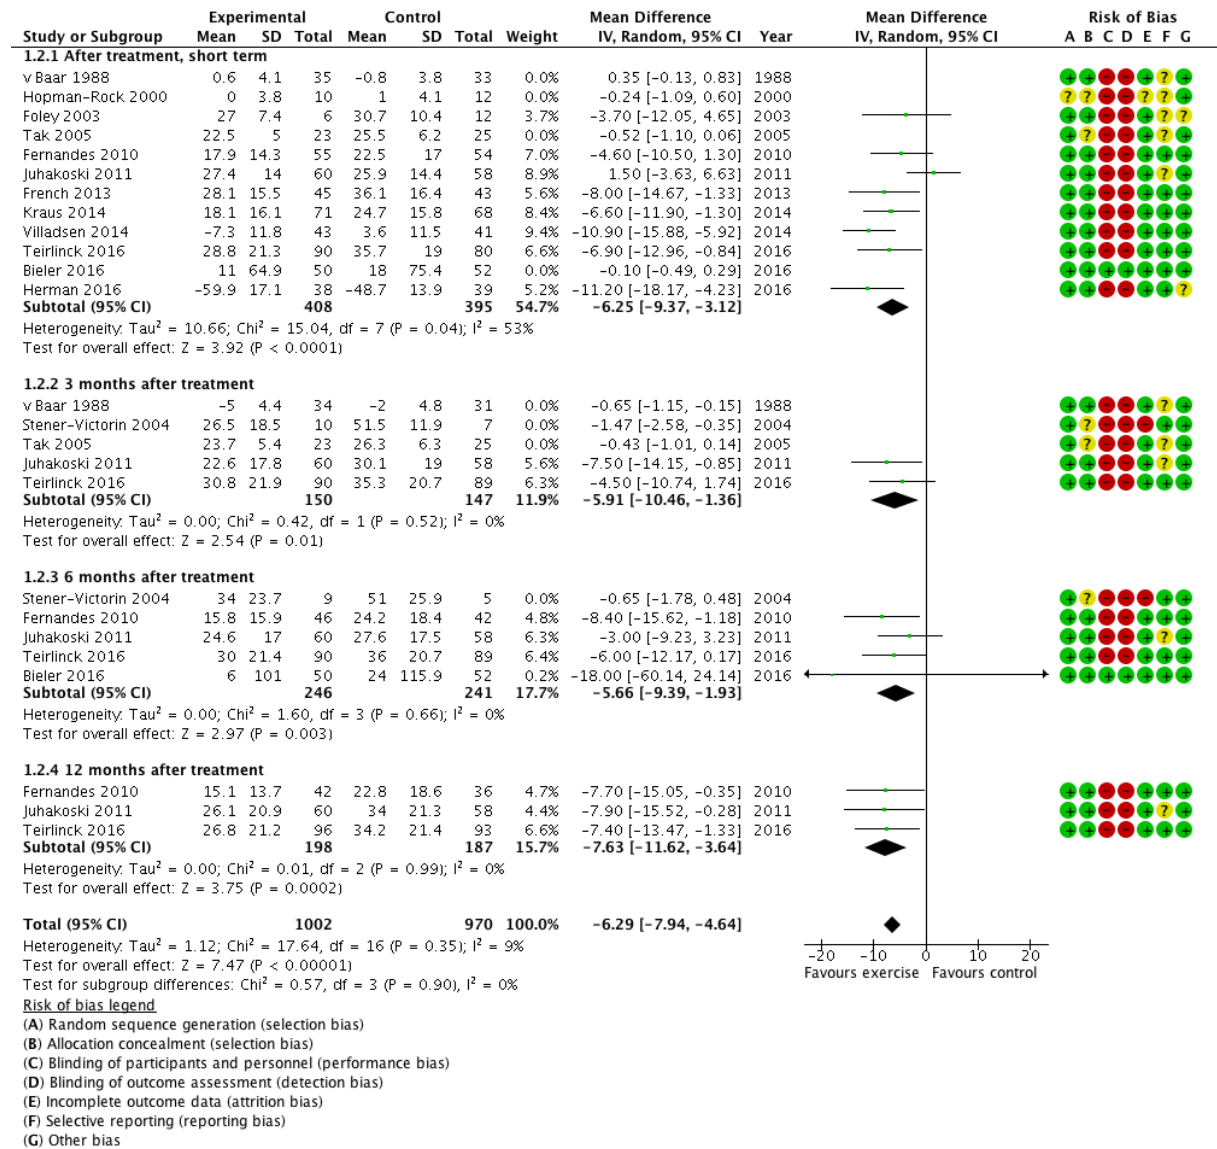 Experimental Control Mean Difference Mean Difference Risk of Bias
Study or Subgroup Mean SD Total Mean SD Total Weight IV, Random, 95% CI Year IV, Random, 95% CI A B C D E F G
1.2.1 After treatment, short term
v Baar 1988 0.6 4.1 35 -0.8 3.8 33 0.0% 0.35 [-0.13, 0.83] 1988 + + - - + ? +
Hopman-Rock 2000 0 3.8 10 1 4.1 12 0.0% -0.24 [-1.09, 0.60] 2000 ? ? - - ? ? +
Foley 2003 27 7.4 6 30.7 10.4 12 3.7% -3.70 [-12.05, 4.65] 2003 + + - - + ? ?
Tak 2005 22.5 5 23 25.5 6.2 25 0.0% -0.52 [-1.10, 0.06] 2005 + ? - - + ? +
Fernandes 2010 17.9 14.3 55 22.5 17 54 7.0% -4.60 [-10.50, 1.30] 2010 + + - - + + +
Juhakoski 2011 27.4 14 60 25.9 14.4 58 8.9% 1.50 [-3.63, 6.63] 2011 + + - - + ? +
French 2013 28.1 15.5 45 36.1 16.4 43 5.6% -8.00 [-14.67, -1.33] 2013 + + - - + + +
Kraus 2014 18.1 16.1 71 24.7 15.8 68 8.4% -6.60 [-11.90, -1.30] 2014 + + - - + + +
Villadsen 2014 -7.3 11.8 43 3.6 11.5 41 9.4% -10.90 [-15.88, -5.92] 2014 + + - - + + +
Teirlinck 2016 28.8 21.3 90 35.7 19 80 6.6% -6.90 [-12.96, -0.84] 2016 + + - - + + +
Bieler 2016 11 64.9 50 18 75.4 52 0.0% -0.10 [-0.49, 0.29] 2016 + + + + + + +
Herman 2016 -59.9 17.1 38 -48.7 13.9 39 5.2% -11.20 [-18.17, -4.23] 2016 + + - - + + ?
Subtotal (95% CI) 408 395 54.7% -6.25 [-9.37, -3.12]
Heterogeneity: Tau² = 10.66; Chi² = 15.04, df = 7 (P = 0.04); I² = 53%
Test for overall effect: Z = 3.92 (P < 0.0001)
1.2.2 3 months after treatment
v Baar 1988 -5 4.4 34 -2 4.8 31 0.0% -0.65 [-1.15, -0.15] 1988 + + - - + ? +
Stener-Victorin 2004 26.5 18.5 10 51.5 11.9 7 0.0% -1.47 [-2.58, -0.35] 2004 + ? - - - + +
Tak 2005 23.7 5.4 23 26.3 6.3 25 0.0% -0.43 [-1.01, 0.14] 2005 + ? - - + ? +
Juhakoski 2011 22.6 17.8 60 30.1 19 58 5.6% -7.50 [-14.15, -0.85] 2011 + + - - + ? +
Teirlinck 2016 30.8 21.9 90 35.3 20.7 89 6.3% -4.50 [-10.74, 1.74] 2016 + + - - + + +
Subtotal (95% CI) 150 147 11.9% -5.91 [-10.46, -1.36]
Heterogeneity: Tau² = 0.00; Chi² = 0.42, df = 1 (P = 0.52); I² = 0%
Test for overall effect: Z = 2.54 (P = 0.01)
1.2.3 6 months after treatment
Stener-Victorin 2004 34 23.7 9 51 25.9 5 0.0% -0.65 [-1.78, 0.48] 2004 + ? - - - + +
Fernandes 2010 15.8 15.9 46 24.2 18.4 42 4.8% -8.40 [-15.62, -1.18] 2010 + + - - + + +
Juhakoski 2011 24.6 17 60 27.6 17.5 58 6.3% -3.00 [-9.23, 3.23] 2011 + + - - + ? +
Teirlinck 2016 30 21.4 90 36 20.7 89 6.4% -6.00 [-12.17, 0.17] 2016 + + - - + + +
Bieler 2016 6 101 50 24 115.9 52 0.2% -18.00 [-60.14, 24.14] 2016 + + + + + + +
Subtotal (95% CI) 246 241 17.7% -5.66 [-9.39, -1.93]
Heterogeneity: Tau² = 0.00; Chi² = 1.60, df = 3 (P = 0.66); I² = 0%
Test for overall effect: Z = 2.97 (P = 0.003)
1.2.4 12 months after treatment
Fernandes 2010 15.1 13.7 42 22.8 18.6 36 4.7% -7.70 [-15.05, -0.35] 2010 + + - - + + +
Juhakoski 2011 26.1 20.9 60 34 21.3 58 4.4% -7.90 [-15.52, -0.28] 2011 + + - - + ? +
Teirlinck 2016 26.8 21.2 96 34.2 21.4 93 6.6% -7.40 [-13.47, -1.33] 2016 + + - - + + +
Subtotal (95% CI) 198 187 15.7% -7.63 [-11.62, -3.64]
Heterogeneity: Tau² = 0.00; Chi² = 0.01, df = 2 (P = 0.99); I² = 0%
Test for overall effect: Z = 3.75 (P = 0.0002)
Total (95% CI) 1002 970 100.0% -6.29 [-7.94, -4.64]
Heterogeneity: Tau² = 1.12; Chi² = 17.64, df = 16 (P = 0.35); I² = 9%
Test for overall effect: Z = 7.47 (P < 0.00001)
Test for subgroup differences: Chi² = 0.57, df = 3 (P = 0.90), I² = 0%
-20 -10 0 10 20
Favours exercise Favours control
Risk of bias legend
(A) Random sequence generation (selection bias)
(B) Allocation concealment (selection bias)
(C) Blinding of participants and personnel (performance bias)
(D) Blinding of outcome assessment (detection bias)
(E) Incomplete outcome data (attrition bias)
(F) Selective reporting (reporting bias)
(G) Other bias